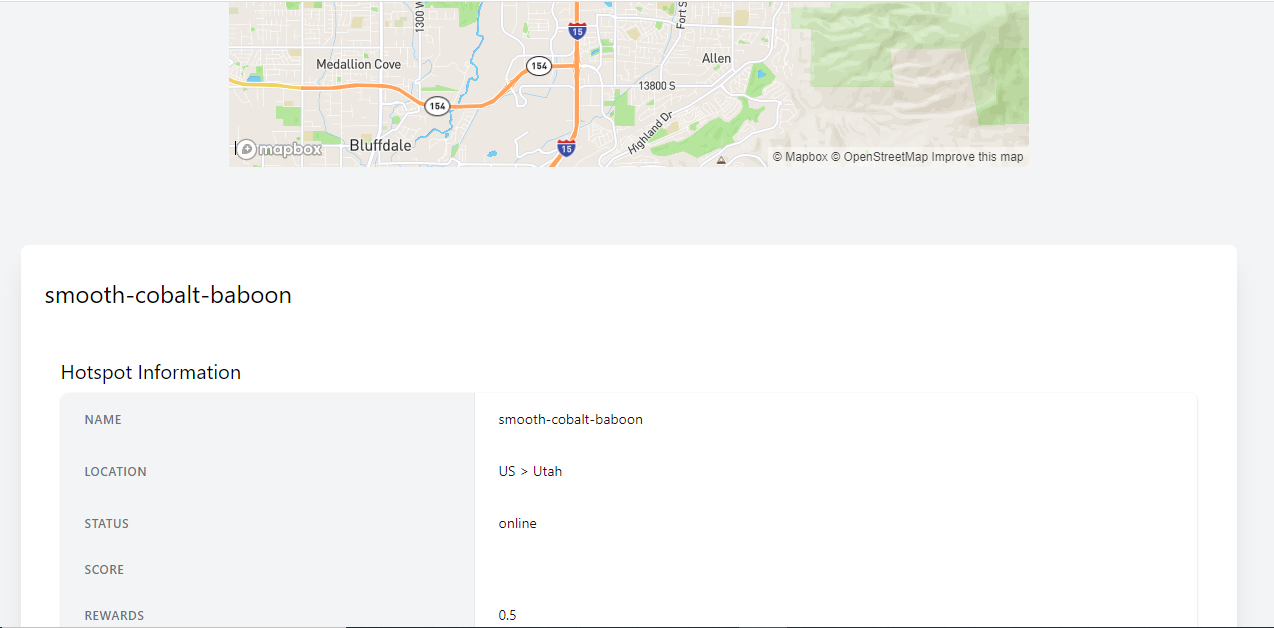 1300 W
Fort S
15
Medallion Cove
154
Allen
13800 S
154
Highland Dr
Bluffdale
15
mapbox
© Mapbox © OpenStreetMap Improve this map
smooth-cobalt-baboon
Hotspot Information
NAME smooth-cobalt-baboon
LOCATION US > Utah
STATUS online
SCORE
REWARDS 0.5